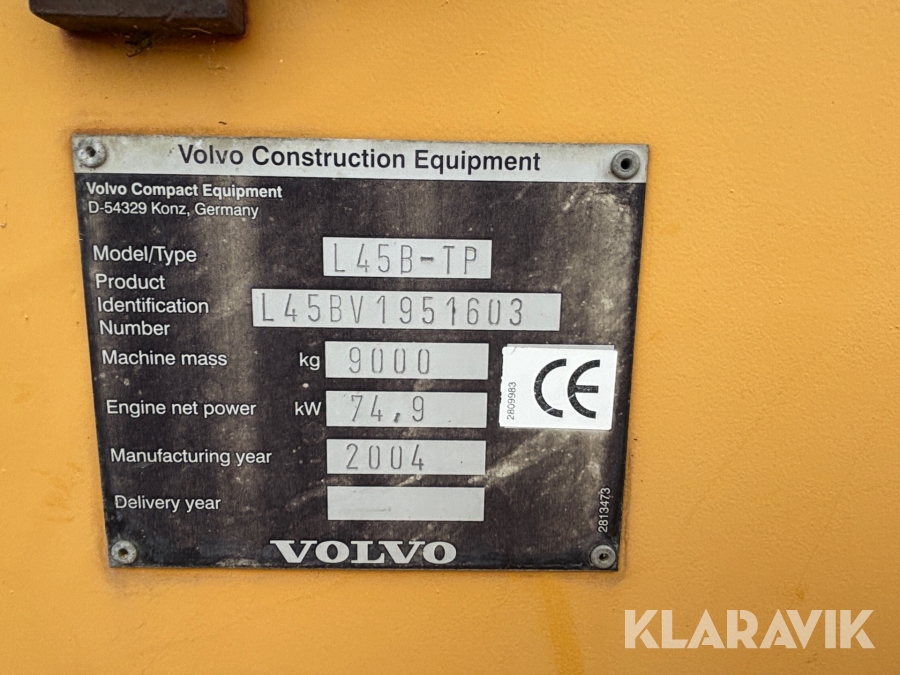 Volvo Construction Equipment
Volvo Compact Equipment
D-54329 Konz, Germany
Model/Type L45B-TP
Product
Identification
Number L45BV1951603
Machine mass kg 9000
CE
2809983
Engine net power kW 74,9
Manufacturing year 2004
Delivery year
2813473
VOLVO
KLARAVIK